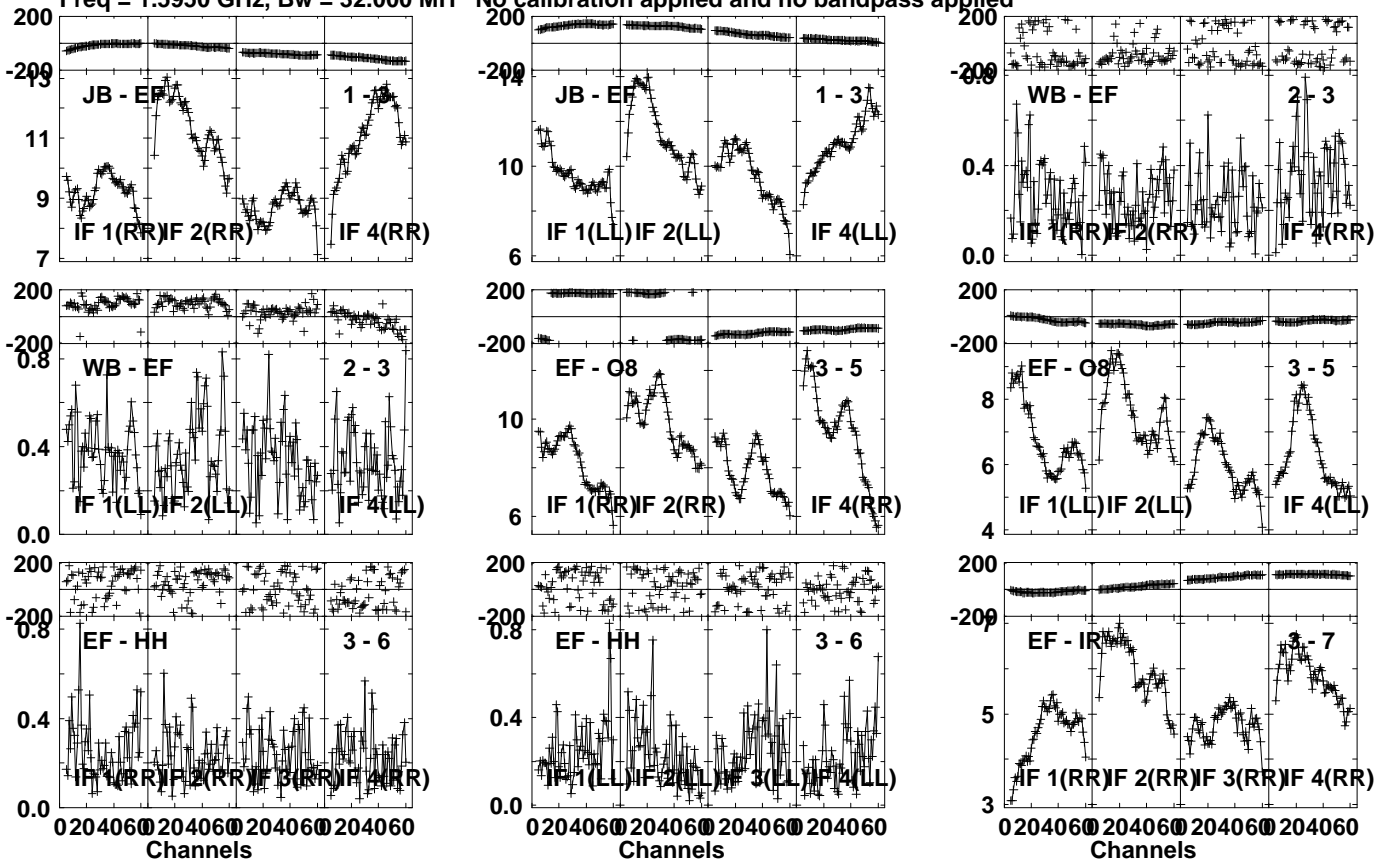 Freq = 1.5950 GHz, Bw = 32.000 MH No calibration applied and no bandpass applied
200
-200
13
11
9
7
JB - EF
1 - 3
IF 1(RR)
IF 2(RR)
IF 4(RR)
200
-200
14
10
6
JB - EF
1 - 3
IF 1(LL)
IF 2(LL)
IF 4(LL)
200
-200
0.8
0.4
0.0
WB - EF
2 - 3
IF 1(RR)
IF 2(RR)
IF 4(RR)
200
-200
0.8
0.4
0.0
WB - EF
2 - 3
IF 1(LL)
IF 2(LL)
IF 4(LL)
200
-200
10
6
EF - O8
3 - 5
IF 1(RR)
IF 2(RR)
IF 4(RR)
200
-200
8
6
4
EF - O8
3 - 5
IF 1(LL)
IF 2(LL)
IF 4(LL)
200
-200
0.8
0.4
0.0
EF - HH
3 - 6
IF 1(RR)
IF 2(RR)
IF 3(RR)
IF 4(RR)
0 20 40 60 0 20 40 60 0 20 40 60 0 20 40 60
Channels
200
-200
0.8
0.4
0.0
EF - HH
3 - 6
IF 1(LL)
IF 2(LL)
IF 3(LL)
IF 4(LL)
0 20 40 60 0 20 40 60 0 20 40 60 0 20 40 60
Channels
200
-200
7
5
3
EF - IR
3 - 7
IF 1(RR)
IF 2(RR)
IF 3(RR)
IF 4(RR)
0 20 40 60 0 20 40 60 0 20 40 60 0 20 40 60
Channels